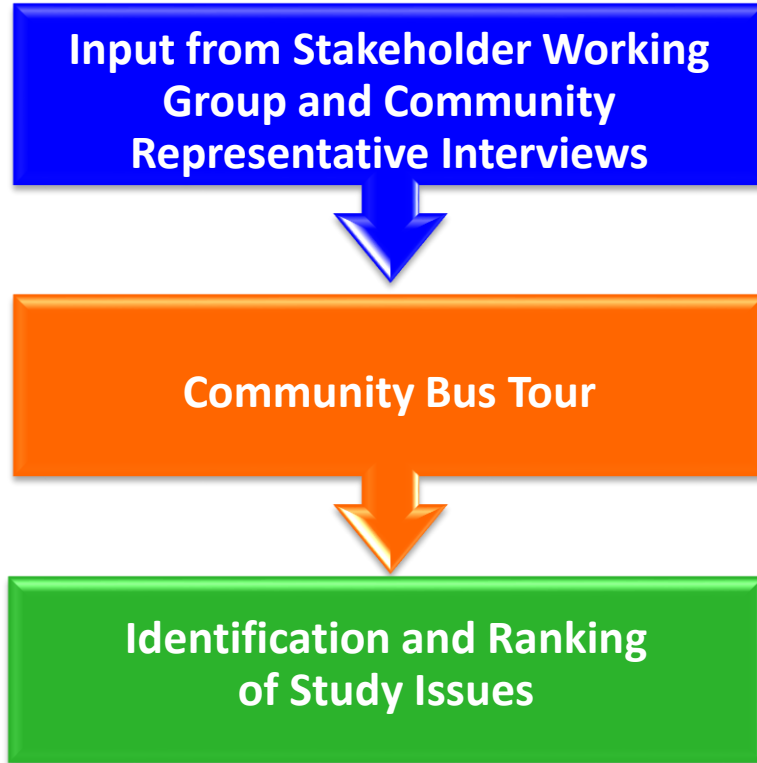 Input from Stakeholder Working
Group and Community
Representative Interviews
Community Bus Tour
Identification and Ranking
of Study Issues